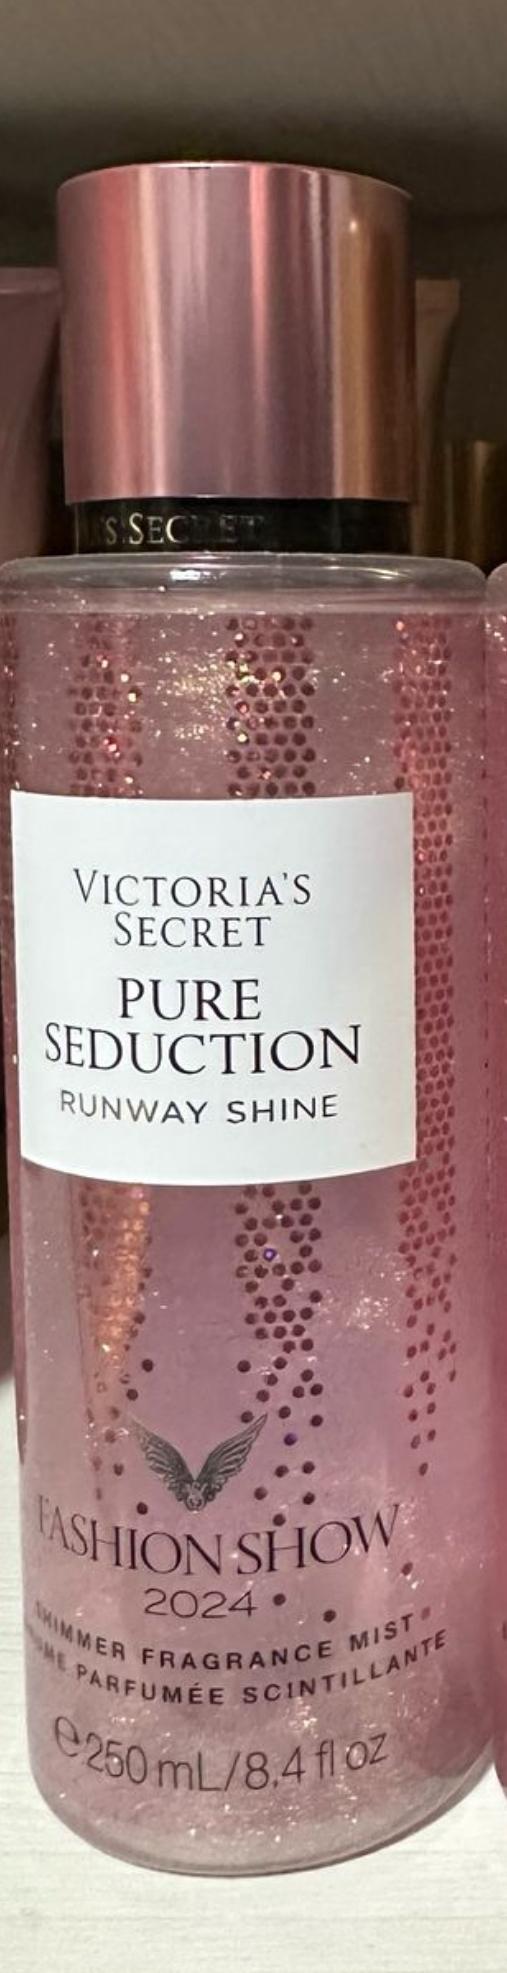 'S SECRET
VICTORIA'S
SECRET
PURE
SEDUCTION
RUNWAY SHINE
FASHION SHOW
2024
SHIMMER FRAGRANCE MIST
PARFUMÉE SCINTILLANTE
℮ 250 mL/8.4 fl oz